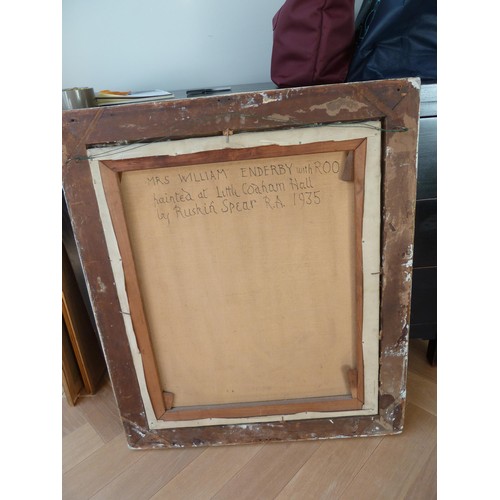 MRS WILLIAM ENDERBY with ROO
painted at Little Coaham Hall
by Ruskin Spear R.A. 1935